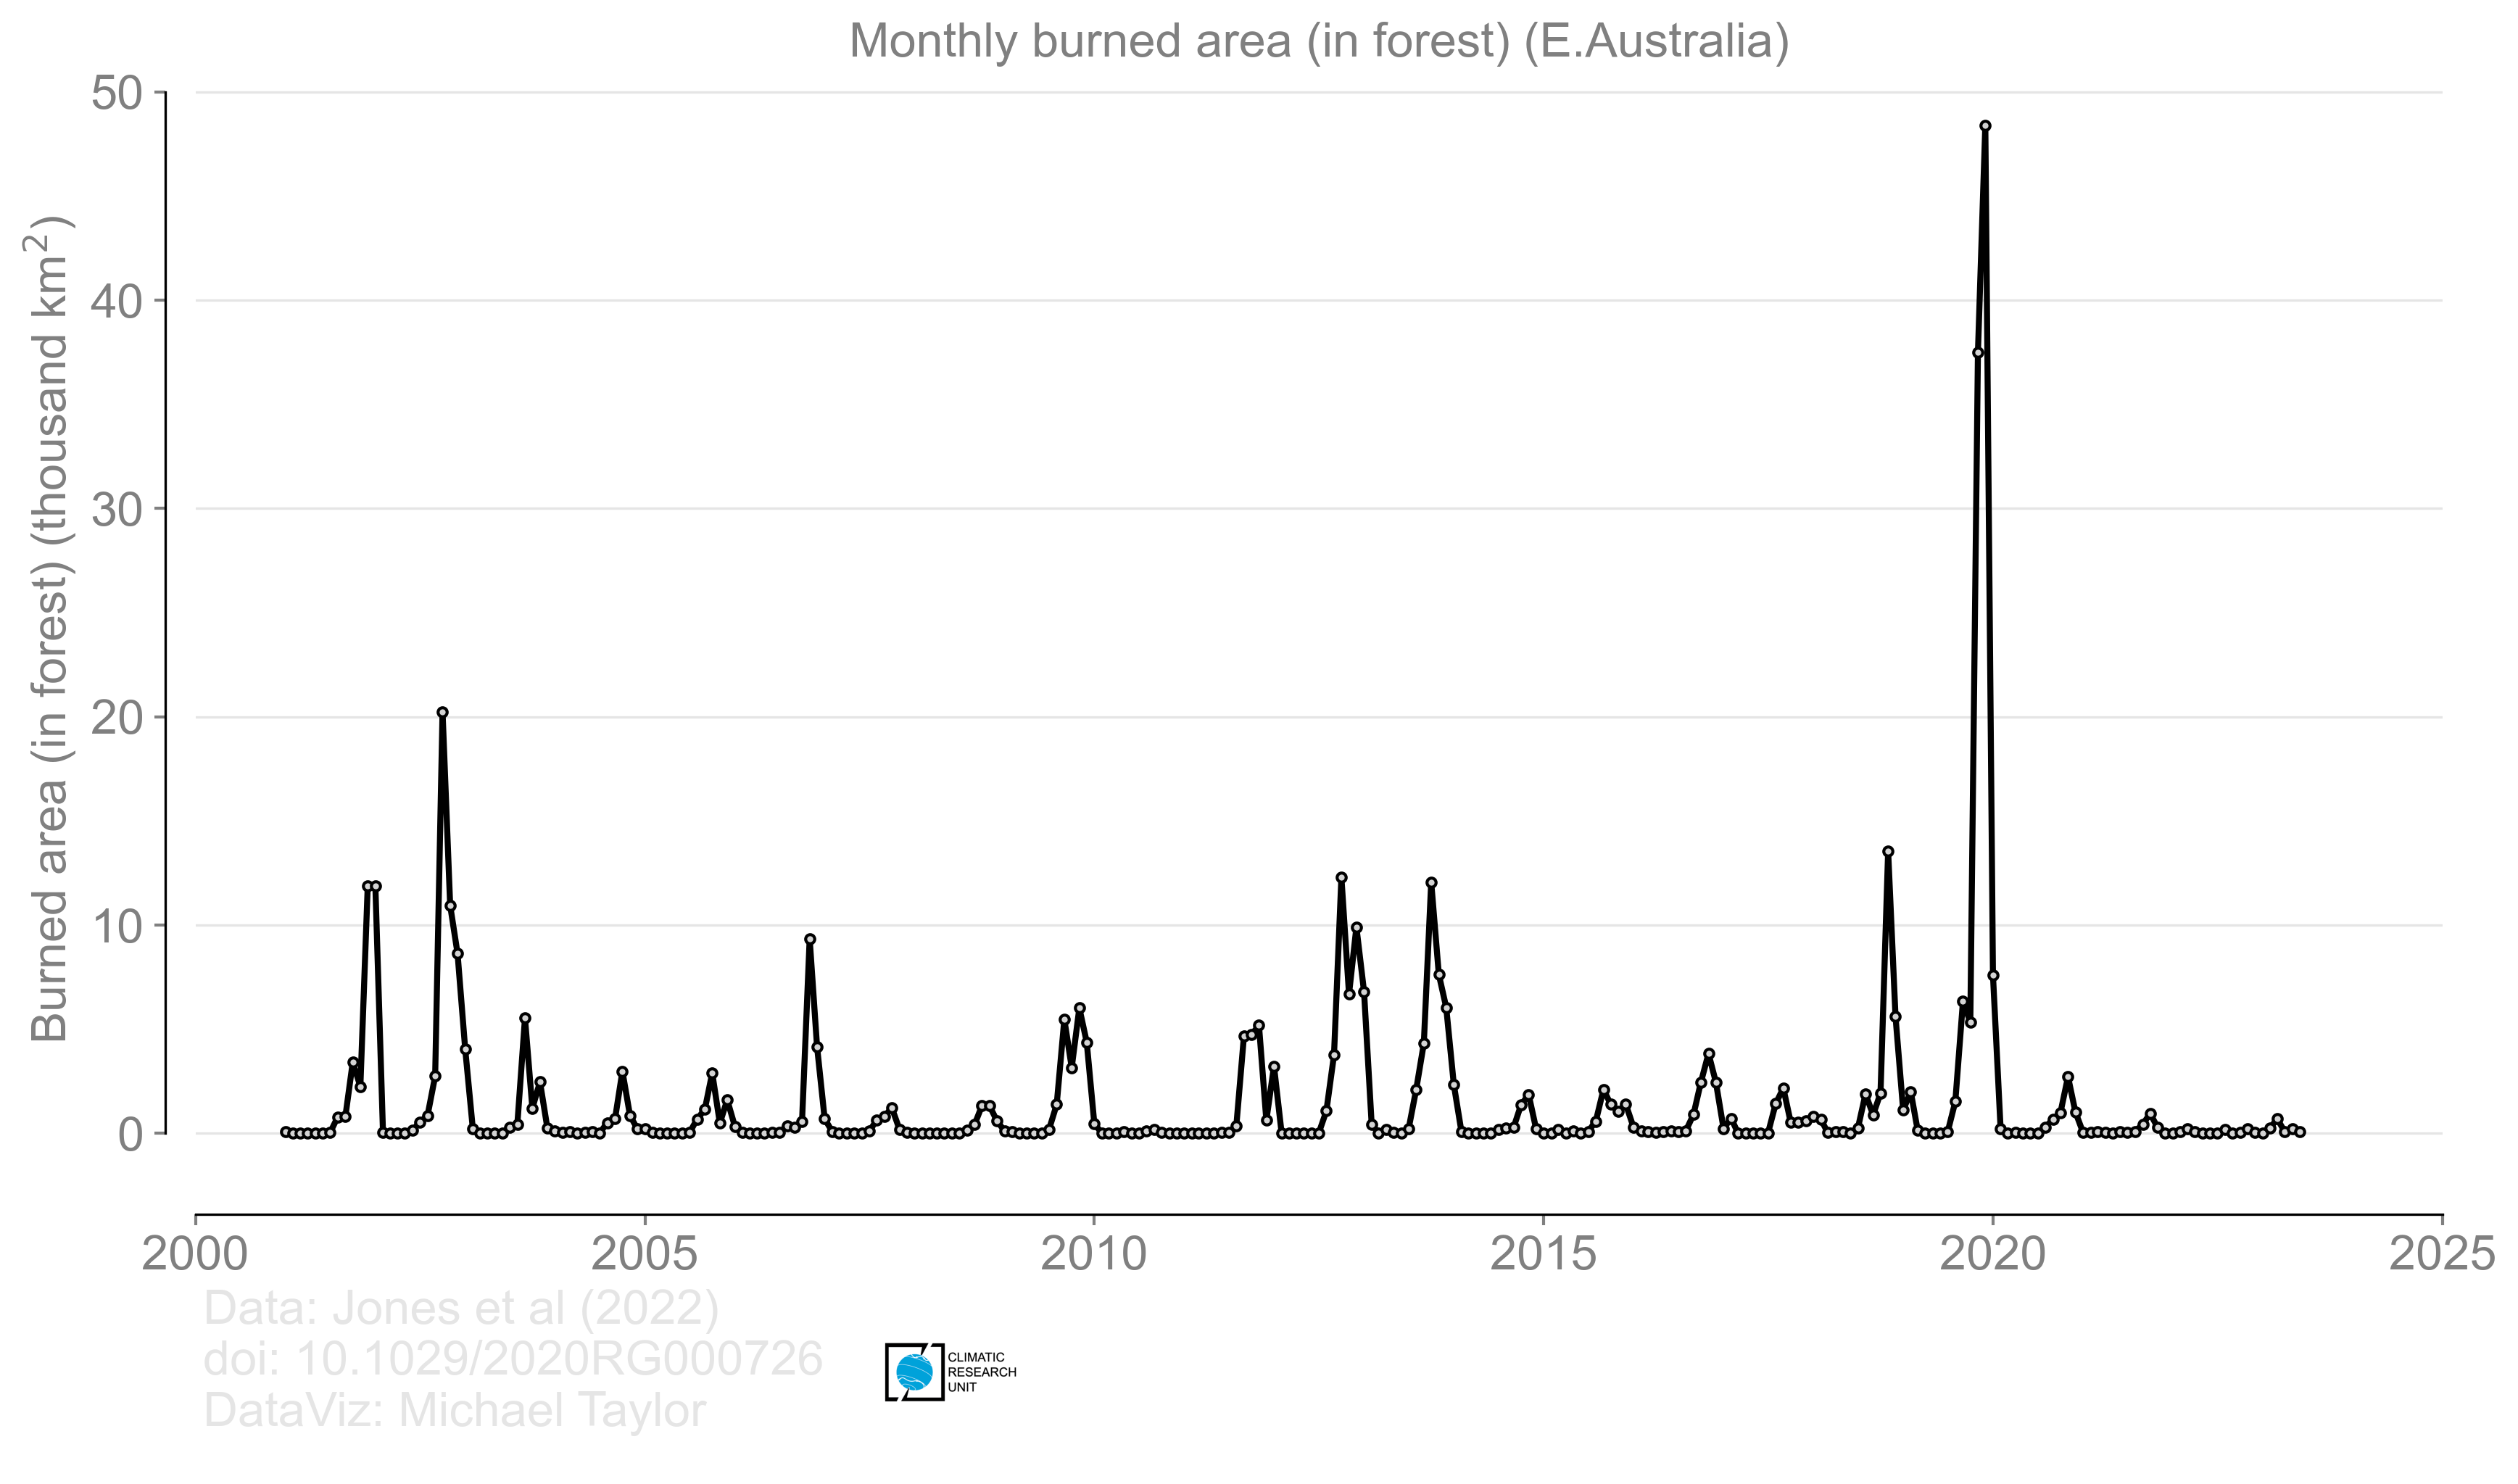 Monthly burned area (in forest) (E.Australia)
Burned area (in forest) (thousand km²)
50
40
30
20
10
0
2000 2005 2010 2015 2020 2025
Data: Jones et al (2022)
doi: 10.1029/2020RG000726
DataViz: Michael Taylor
CLIMATIC
RESEARCH
UNIT